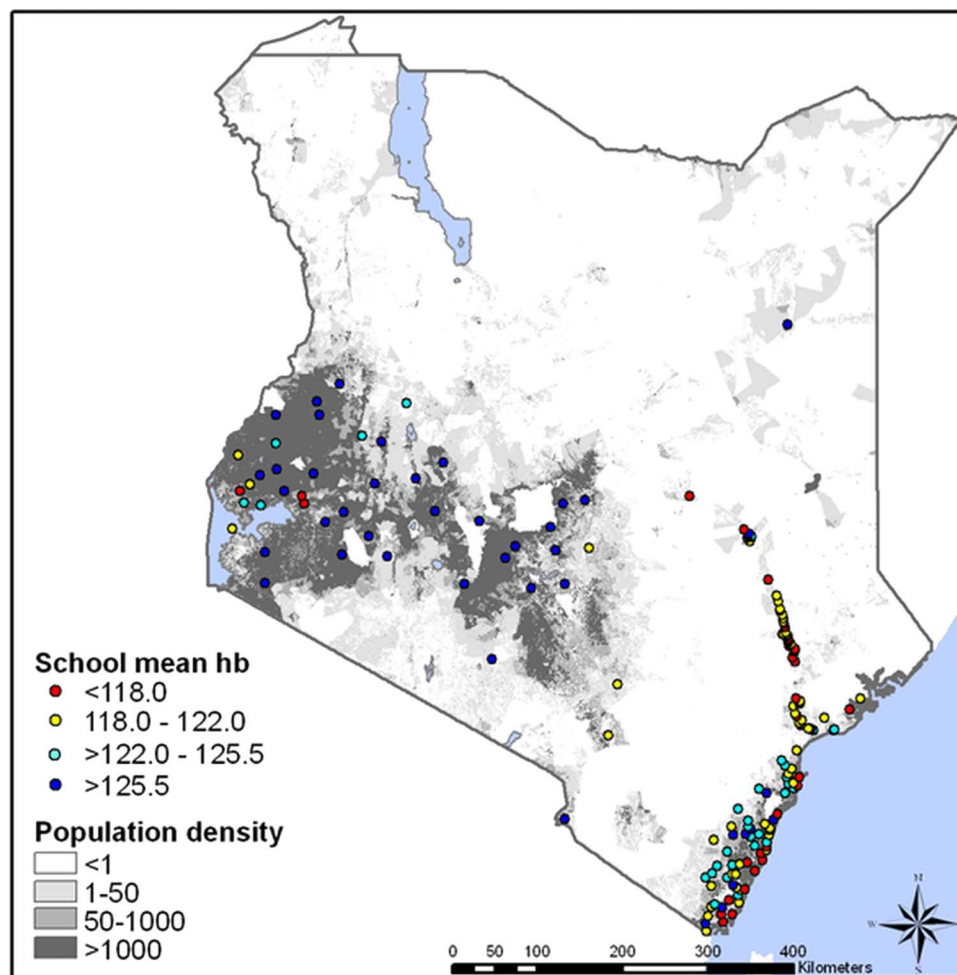 School mean hb
<118.0
118.0 - 122.0
>122.0 - 125.5
>125.5
Population density
<1
1-50
50-1000
>1000
N
W
E
S
0 50 100 200 300 400
Kilometers